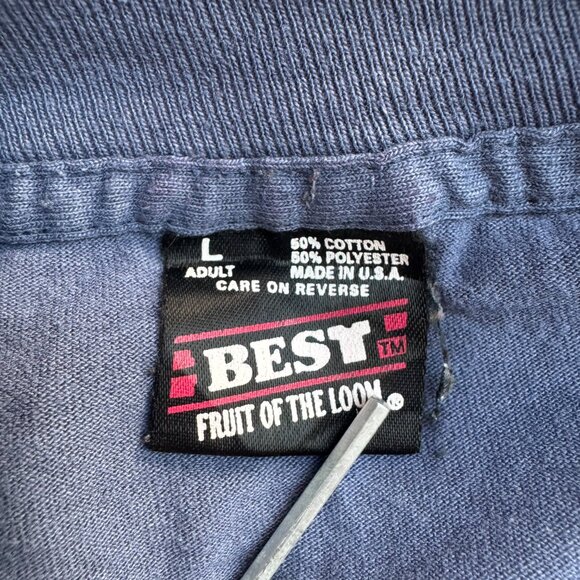 L
ADULT
50% COTTON
50% POLYESTER
MADE IN U.S.A.
CARE ON REVERSE
BEST TM
FRUIT OF THE LOOM ®